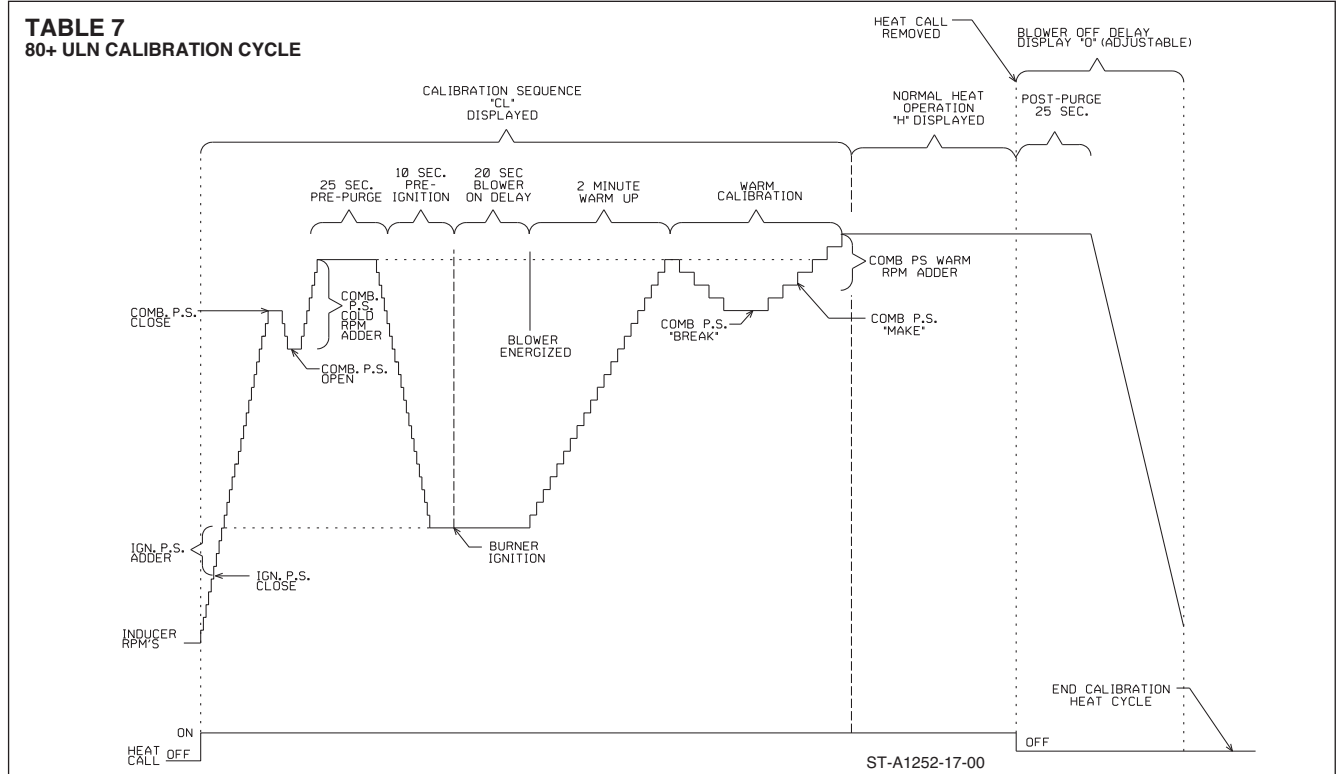 TABLE 7
80+ ULN CALIBRATION CYCLE
HEAT CALL
REMOVED
BLOWER OFF DELAY
DISPLAY "0" (ADJUSTABLE)
CALIBRATION SEQUENCE
"CL"
DISPLAYED
NORMAL HEAT
OPERATION
"H" DISPLAYED
POST-PURGE
25 SEC.
25 SEC.
PRE-PURGE
10 SEC.
PRE-
IGNITION
20 SEC
BLOWER
ON DELAY
2 MINUTE
WARM UP
WARM
CALIBRATION
COMB PS WARM
RPM ADDER
COMB. P.S.
CLOSE
COMB.
P.S.
COLD
RPM
ADDER
COMB. P.S.
OPEN
BLOWER
ENERGIZED
COMB P.S.
"BREAK"
COMB P.S.
"MAKE"
IGN. P.S.
ADDER
IGN. P.S.
CLOSE
BURNER
IGNITION
INDUCER
RPM'S
END CALIBRATION
HEAT CYCLE
ON
HEAT
CALL
OFF
OFF
ST-A1252-17-00